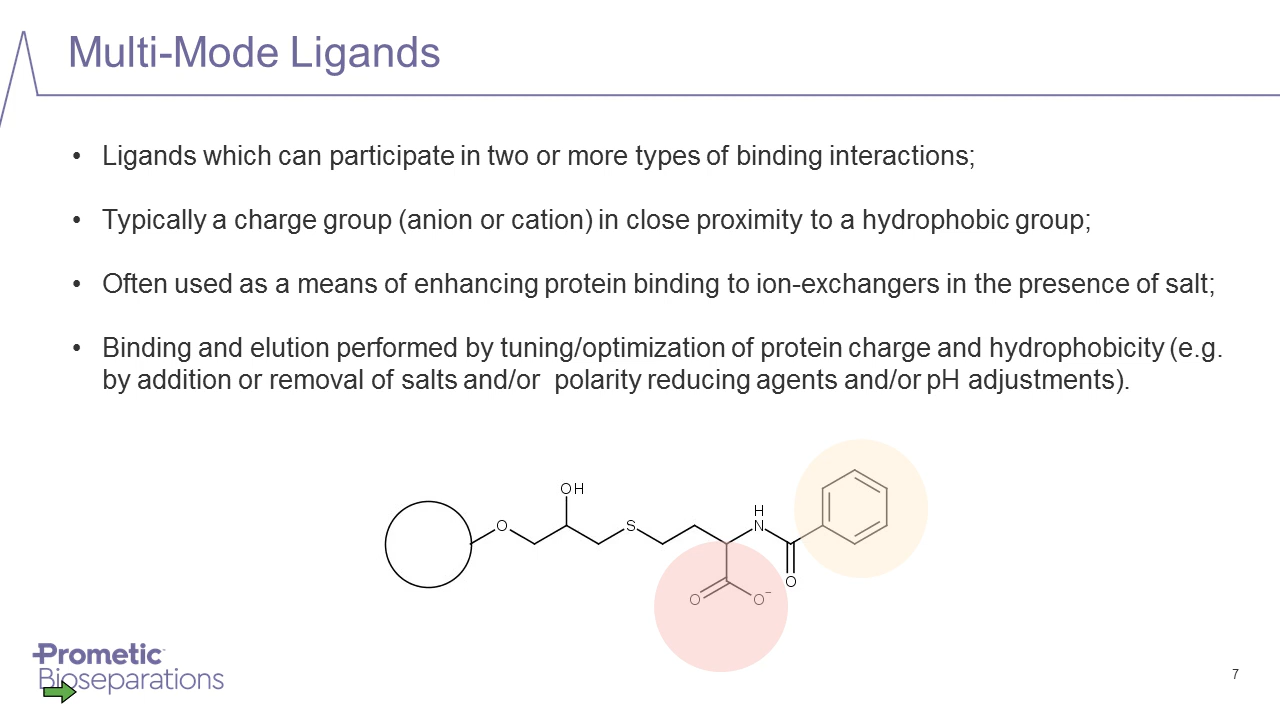 Multi-Mode Ligands
• Ligands which can participate in two or more types of binding interactions;
• Typically a charge group (anion or cation) in close proximity to a hydrophobic group;
• Often used as a means of enhancing protein binding to ion-exchangers in the presence of salt;
• Binding and elution performed by tuning/optimization of protein charge and hydrophobicity (e.g.
by addition or removal of salts and/or  polarity reducing agents and/or pH adjustments).
OH
O
S
H
N
O
O
O⁻
Prometic
Bioseparations
7